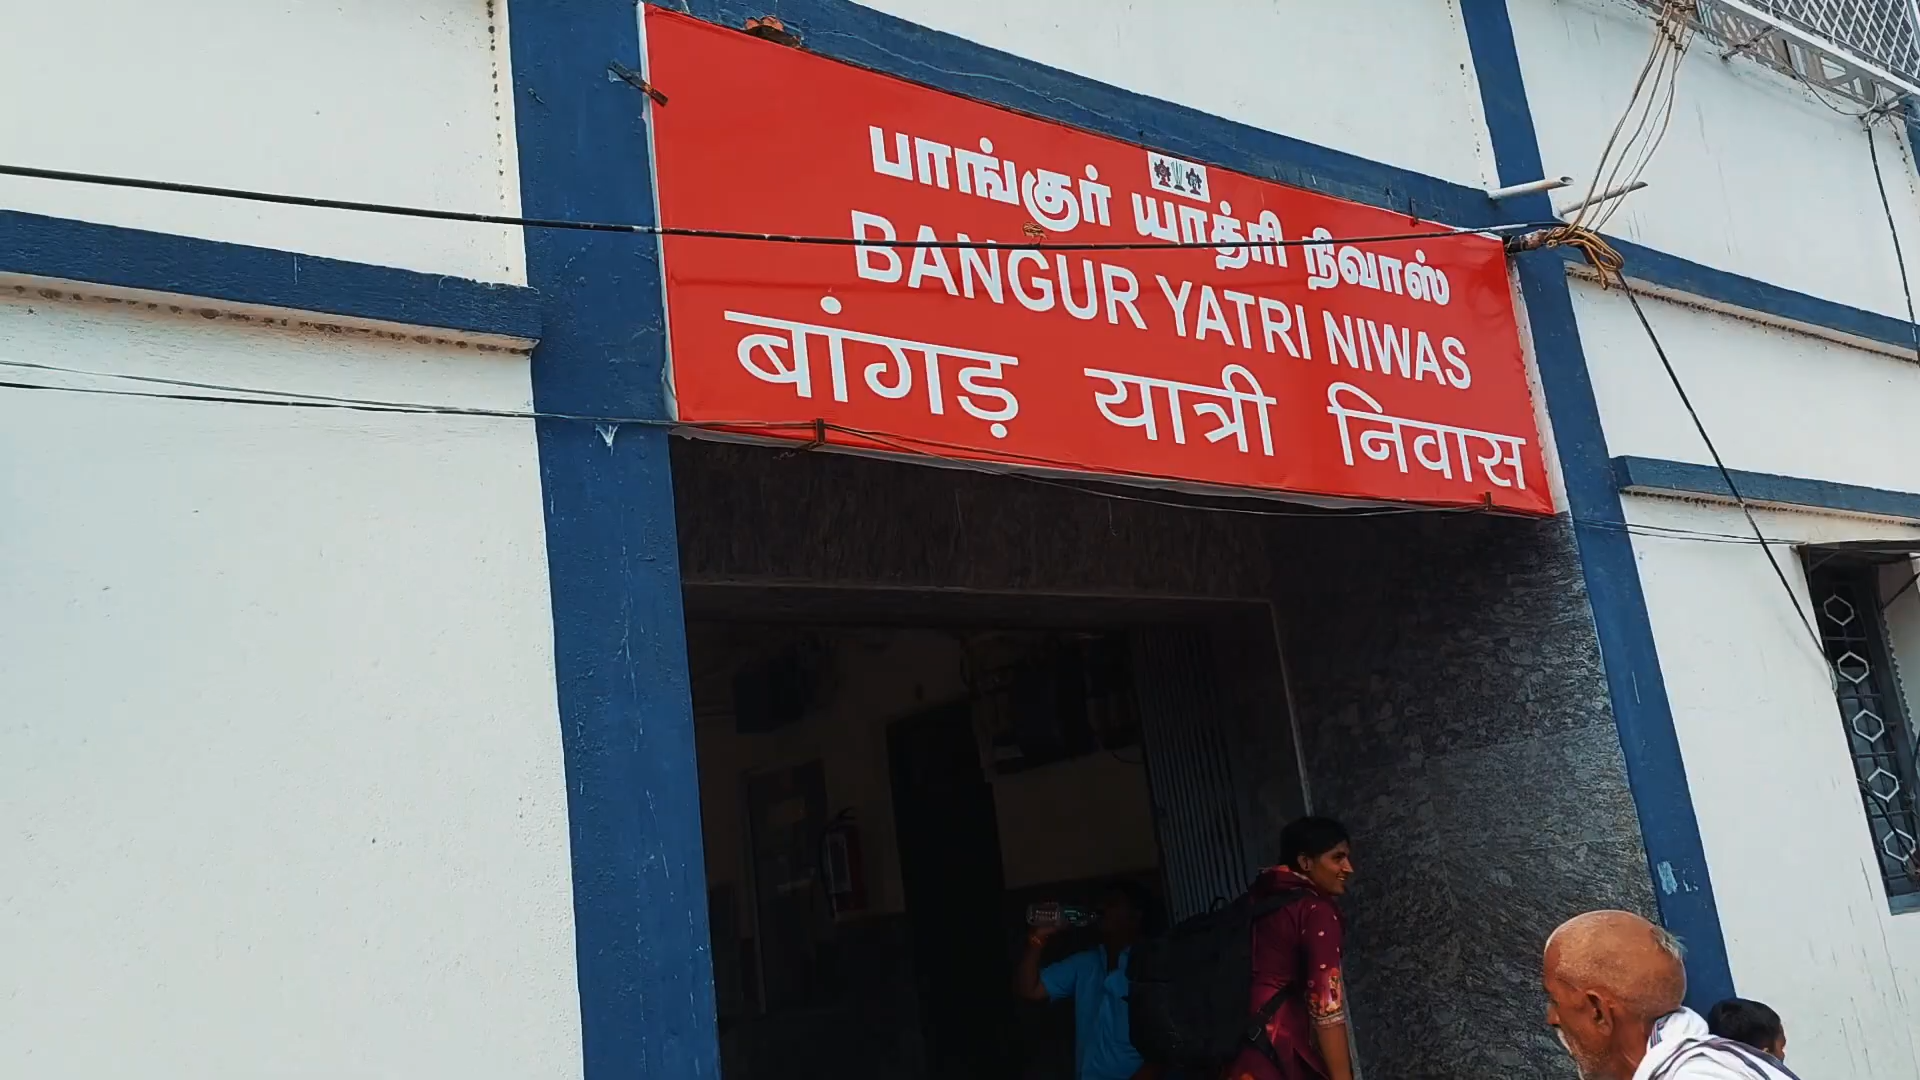 பாங்குர் யாத்ரி நிவாஸ்
BANGUR YATRI NIWAS
बांगड़ यात्री निवास